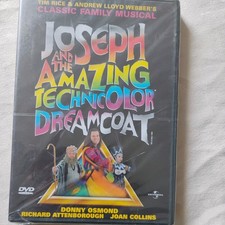 TIM RICE & ANDREW LLOYD WEBBER'S
CLASSIC FAMILY MUSICAL
JOSEPH
AND THE
AMAZING
TECHNICOLOR
DREAMCOAT
DVD
DONNY OSMOND
RICHARD ATTENBOROUGH JOAN COLLINS